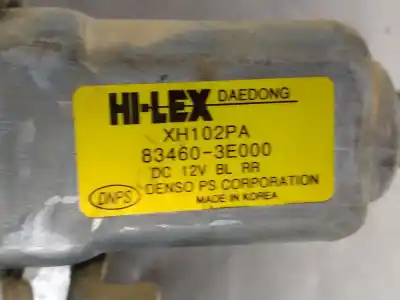 HI-LEX DAEDONG
XH102PA
83460-3E000
DC 12V BL RR
DNPS DENSO PS CORPORATION
MADE IN KOREA